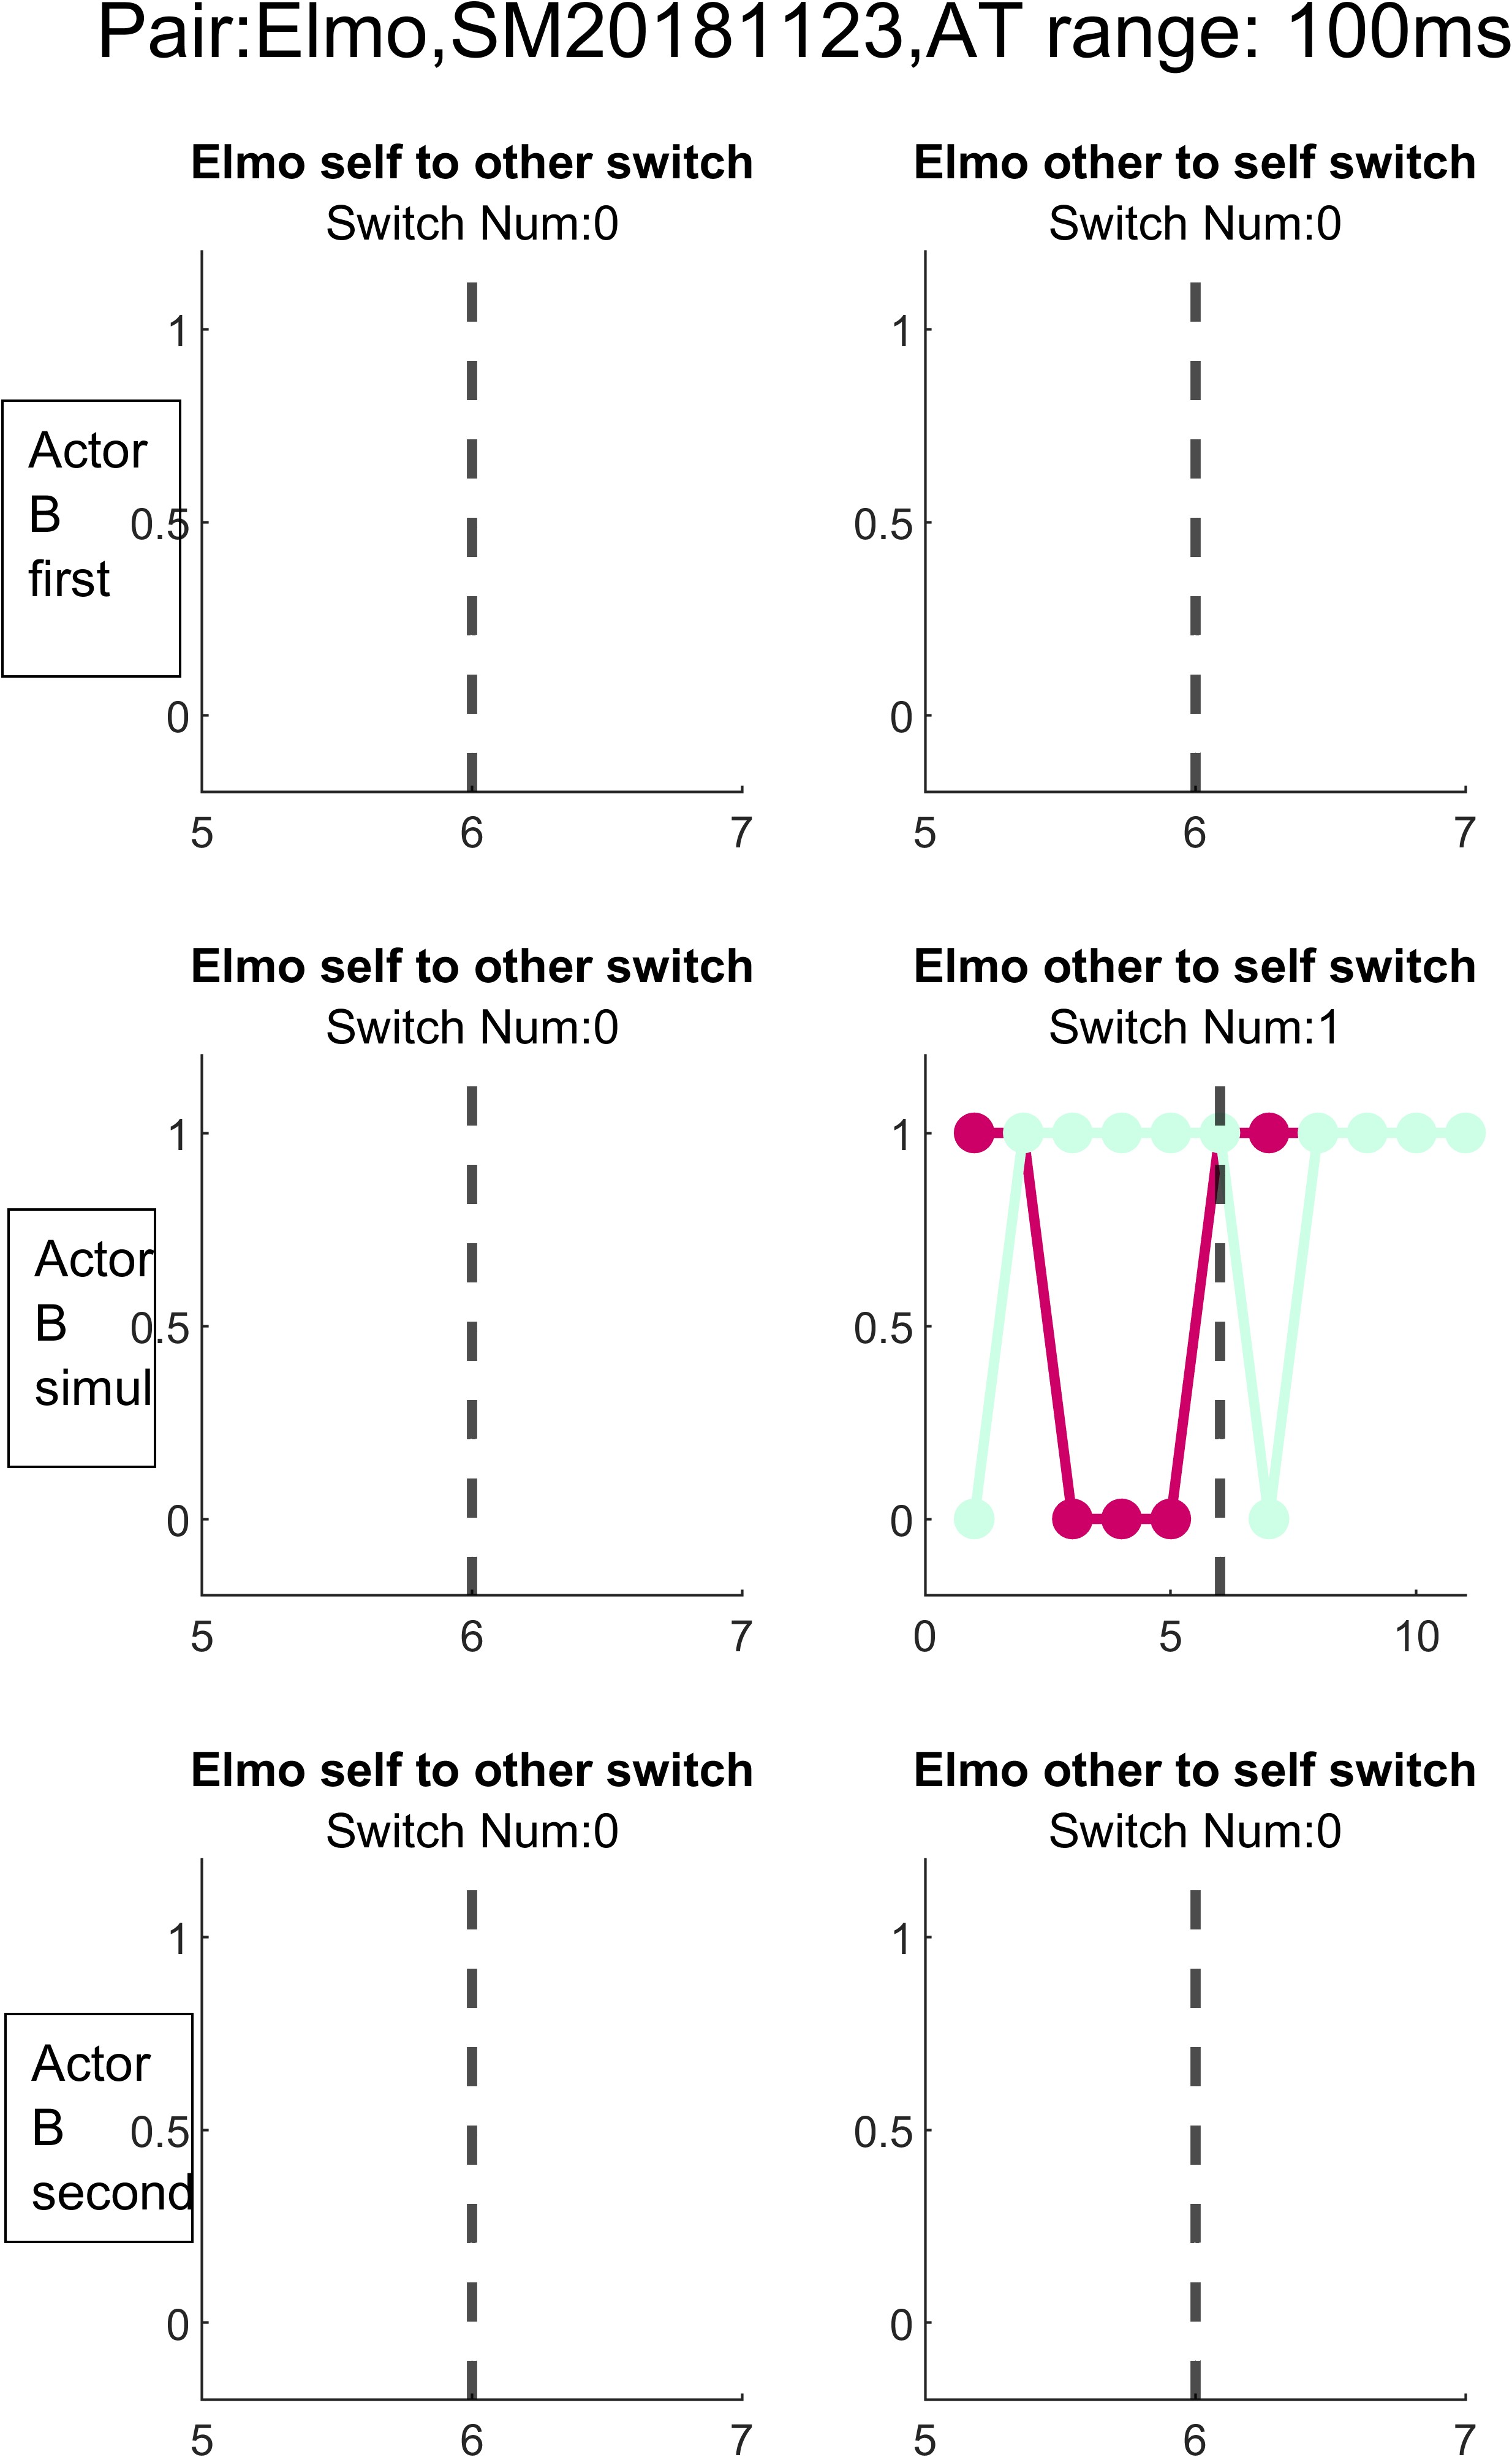 Pair:Elmo,SM20181123,AT range: 100ms
Elmo self to other switch
Switch Num:0
1
0.5
0
5 6 7
Elmo other to self switch
Switch Num:0
1
0.5
0
5 6 7
Actor
B
first
Elmo self to other switch
Switch Num:0
1
0.5
0
5 6 7
Elmo other to self switch
Switch Num:1
1
0.5
0
0 5 10
Actor
B
simul
Elmo self to other switch
Switch Num:0
1
0.5
0
5 6 7
Elmo other to self switch
Switch Num:0
1
0.5
0
5 6 7
Actor
B
second